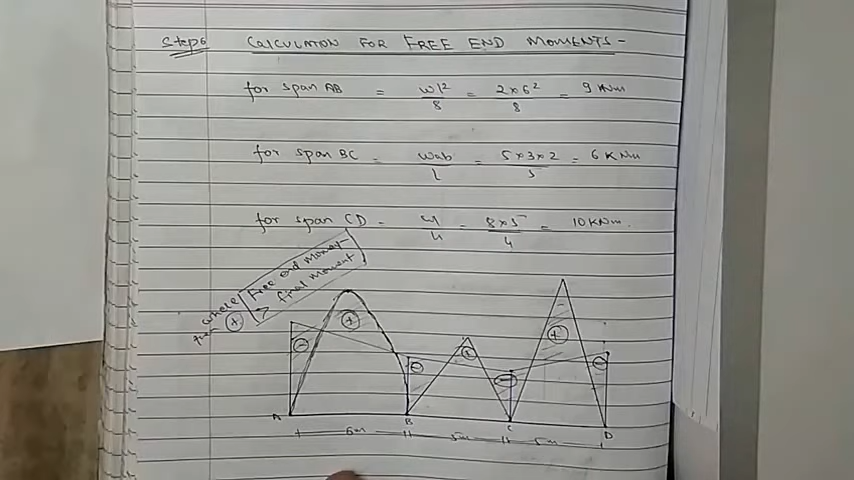 Step6 CALCULATON FOR FREE END MOMENTS -
for span AB = wl²/8 = 2×6²/8 = 9 KNm
for span BC = wab/l = 5×3×2/5 = 6 KNm
for span CD = wl/4 = 8×5/4 = 10 KNm.
where Free end moment
then + > final moment
+
- +
- + - -
A B C D
6m 5m 5m